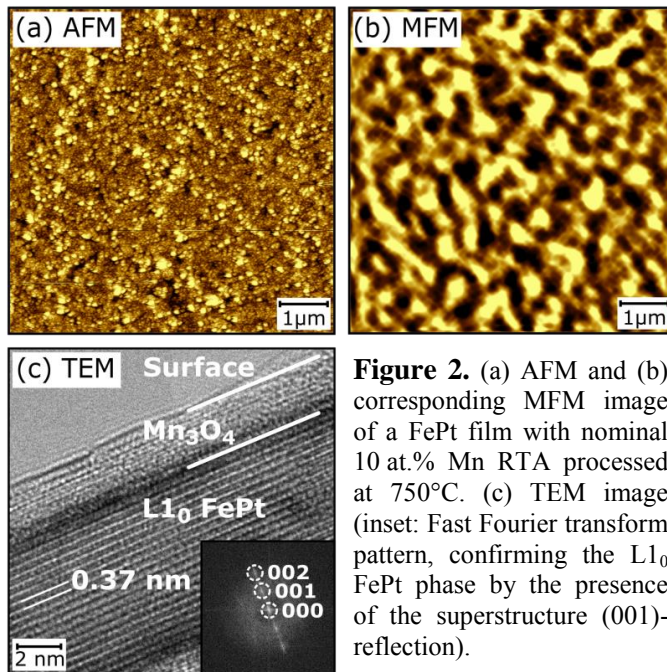 (a) AFM
1µm
(b) MFM
1µm
(c) TEM
Surface
Mn3O4
L10 FePt
0.37 nm
2 nm
002
001
000
Figure 2. (a) AFM and (b)
corresponding MFM image
of a FePt film with nominal
10 at.% Mn RTA processed
at 750°C. (c) TEM image
(inset: Fast Fourier transform
pattern, confirming the L10
FePt phase by the presence
of the superstructure (001)-
reflection).